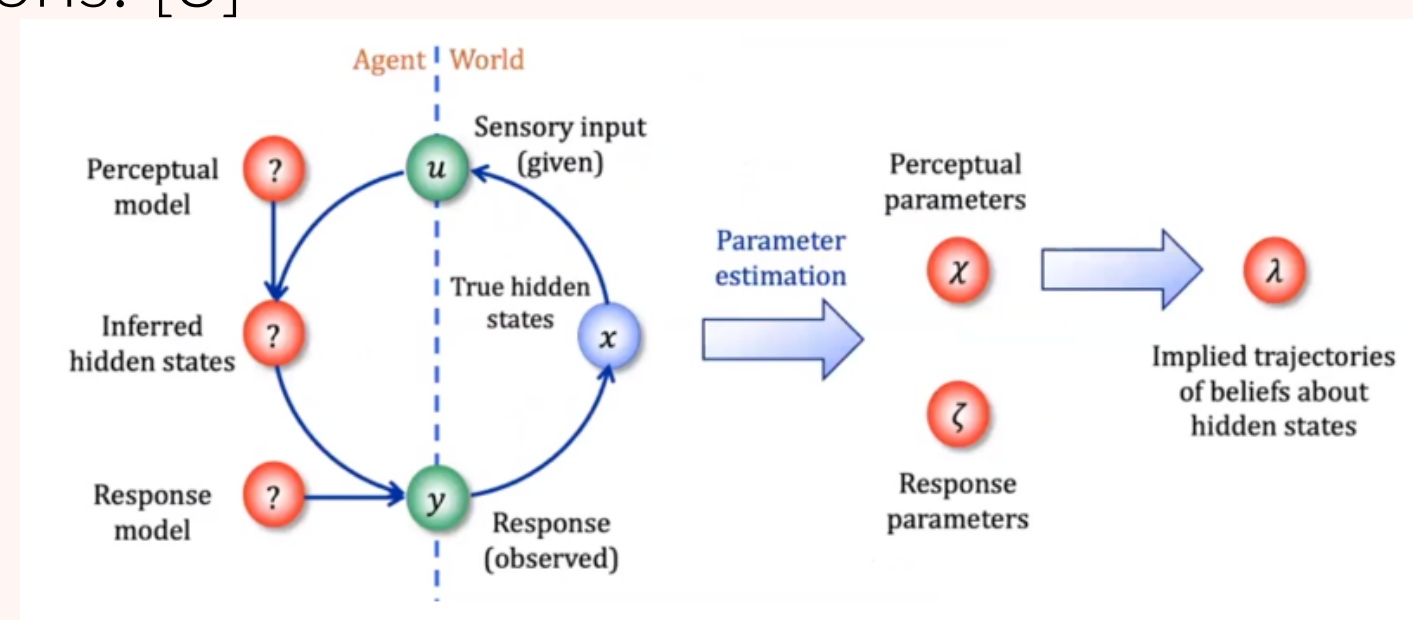 Agent World
Sensory input
(given)
u
Perceptual
model
?
True hidden
states
x
Inferred
hidden states
?
Response
model
?
y
Response
(observed)
Parameter
estimation
Perceptual
parameters
χ
ζ
Response
parameters
λ
Implied trajectories
of beliefs about
hidden states